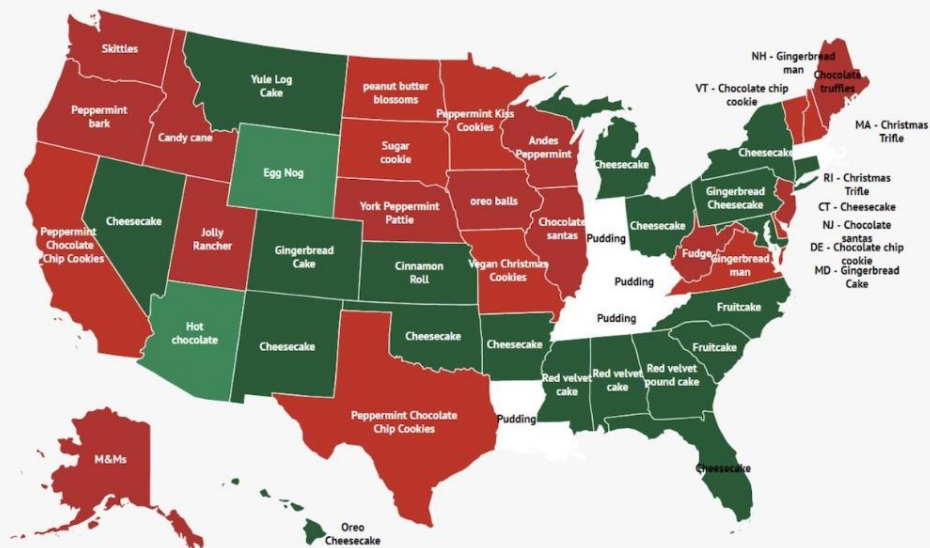 Skittles
Yule Log
Cake
peanut butter
blossoms
Peppermint Kiss
Cookies
NH - Gingerbread
man
Chocolate
truffles
VT - Chocolate chip
cookie
MA - Christmas
Trifle
Peppermint
bark
Candy cane
Egg Nog
Sugar
cookie
Andes
Peppermint
Cheesecake
Cheesecake
RI - Christmas
Trifle
CT - Cheesecake
NJ - Chocolate
santas
DE - Chocolate chip
cookie
MD - Gingerbread
Cake
York Peppermint
Pattie
oreo balls
Gingerbread
Cheesecake
Peppermint
Chocolate
Chip Cookies
Cheesecake
Jolly
Rancher
Gingerbread
Cake
Cinnamon
Roll
Vegan Christmas
Cookies
Chocolate
santas
Pudding
Cheesecake
Fudge
Gingerbread
man
Pudding
Pudding
Hot
chocolate
Cheesecake
Cheesecake
Cheesecake
Fruitcake
Fruitcake
Red velvet
cake
Red velvet
cake
Red velvet
pound cake
Peppermint Chocolate
Chip Cookies
Pudding
Cheesecake
M&Ms
Oreo
Cheesecake